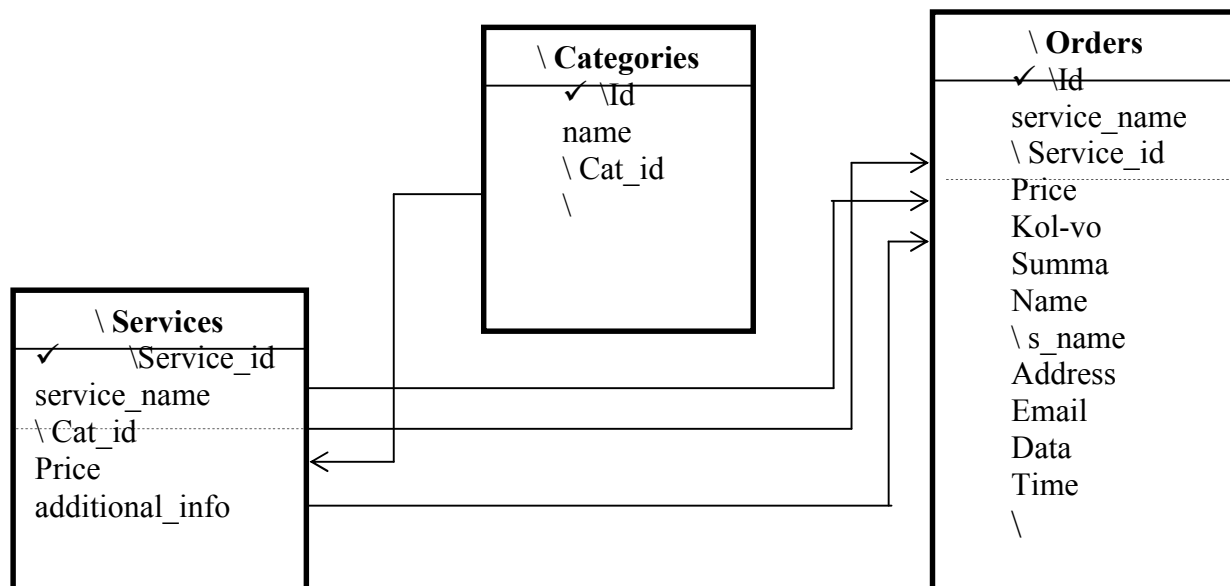 \ Categories
✓ \Id
name
\ Cat_id
\
\ Orders
✓ \Id
service_name
\ Service_id
Price
Kol-vo
Summa
Name
\ s_name
Address
Email
Data
Time
\
\ Services
✓ \Service_id
service_name
\ Cat_id
Price
additional_info